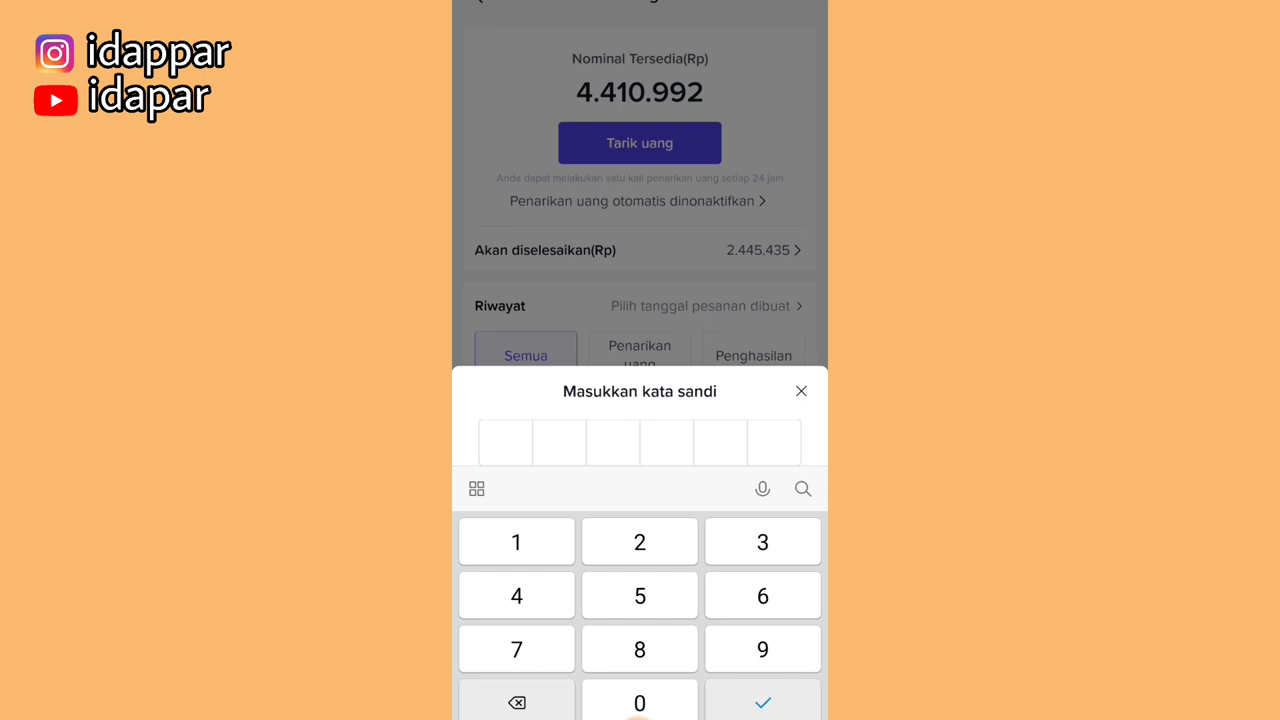 idappar
idapar
Nominal Tersedia(Rp)
4.410.992
Tarik uang
Anda dapat melakukan satu kali penarikan uang setiap 24 jam
Penarikan uang otomatis dinonaktifkan >
Akan diselesaikan(Rp) 2.445.435 >
Riwayat Pilih tanggal pesanan dibuat >
Semua Penarikan uang Penghasilan
Masukkan kata sandi
1 2 3
4 5 6
7 8 9
0